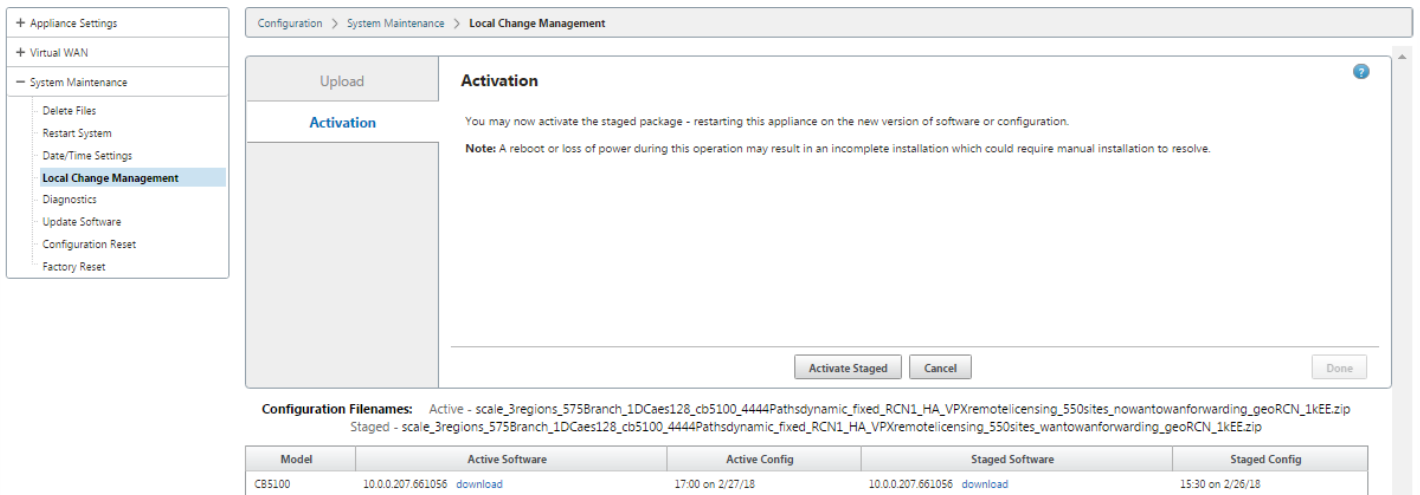 + Appliance Settings
+ Virtual WAN
− System Maintenance
Delete Files
Restart System
Date/Time Settings
Local Change Management
Diagnostics
Update Software
Configuration Reset
Factory Reset
Configuration > System Maintenance > Local Change Management
Upload
Activation
Activation
?
You may now activate the staged package - restarting this appliance on the new version of software or configuration.
Note: A reboot or loss of power during this operation may result in an incomplete installation which could require manual installation to resolve.
Activate Staged Cancel Done
Configuration Filenames: Active - scale_3regions_575Branch_1DCaes128_cb5100_4444Pathsdynamic_fixed_RCN1_HA_VPXremotelicensing_550sites_nowantowanforwarding_geoRCN_1kEE.zip
Staged - scale_3regions_575Branch_1DCaes128_cb5100_4444Pathsdynamic_fixed_RCN1_HA_VPXremotelicensing_550sites_wantowanforwarding_geoRCN_1kEE.zip
Model Active Software Active Config Staged Software Staged Config
CB5100 10.0.0.207.661056 download 17:00 on 2/27/18 10.0.0.207.661056 download 15:30 on 2/26/18